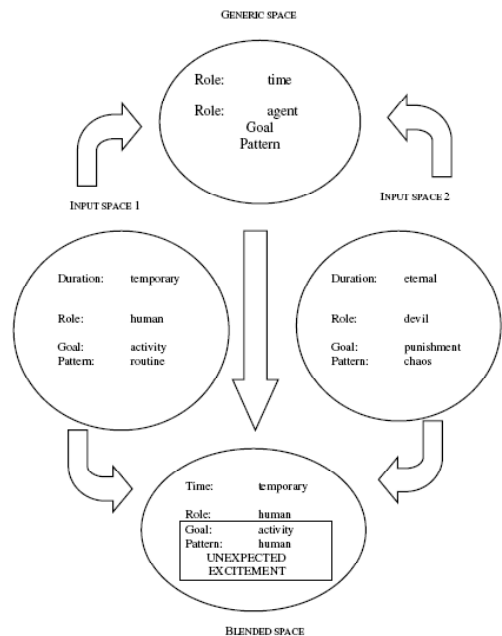 GENERIC SPACE
Role: time
Role: agent
Goal
Pattern
INPUT SPACE 1
INPUT SPACE 2
Duration: temporary
Role: human
Goal: activity
Pattern: routine
Duration: eternal
Role: devil
Goal: punishment
Pattern: chaos
Time: temporary
Role: human
Goal: activity
Pattern: human
UNEXPECTED
EXCITEMENT
BLENDED SPACE